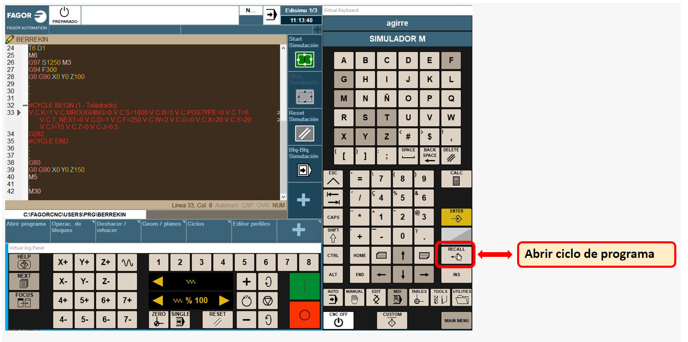 FAGOR
FAGOR AUTOMATION
PREPARADO
N...
Edisimu 1/3
11:13:40
BERREKIN
24 T6 D1
25 M6
26 G97 S1250 M3
27 G94 F300
28 G0 G90 X0 Y0 Z100
29 ;
30 ;
31 ;
32 #CYCLE BEGIN (1.-Taladrado)
33 V.C.K=1 V.C.MROUGHING=0 V.C.S=1800 V.C.B=5 V.C.POSTYPE=0 V.C.T=6
V.C.T_NEXT=0 V.C.D=1 V.C.F=250 V.C.W=2 V.C.G=0 V.C.X=20 V.C.Y=20
V.C.I=15 V.C.Z=0 V.C.J=0.5
34 G282
35 #CYCLE END
36 ;
37 ;
38 G80
39 G0 G90 X0 Y0 Z150
40 M5
41 ;
42 M30
Línea 33, Col. 8 Autonum CAP OVR NUM
Start
Simulación
Simulación
Reset
Simulación
Blq-Blq
Simulación
C:\FAGORCNC\USERS\PRG\BERREKIN
Abrir programa
Operac. de
bloques
Deshacer /
rehacer
Geom / planos
Ciclos
Editor perfiles
Virtual Jog Panel
HELP
NEXT
FOCUS
X+ Y+ Z+
X- Y- Z-
4+ 5+ 6+ 7+
4- 5- 6- 7-
1 2 3 4 5 6 7 8
% 100
ZERO SINGLE RESET
Virtual Keyboard
agirre
SIMULADOR M
A B C D E F
G H I J K L
M N Ñ O P Q
R S T U V W
X Y Z < # > $ ( ,
{ [ } ] : ; SPACE BACK SPACE DELETE
ESC = ( 7 ) 8 9 CALC
/ 4 5 6
CAPS * 1 2 @ 3 ENTER
SHIFT + - 0 .
CTRL HOME RECALL
ALT END INS
AUTO MANUAL EDIT MDI TABLES TOOLS UTILITIES
CNC OFF CUSTOM MAIN MENU
Abrir ciclo de programa